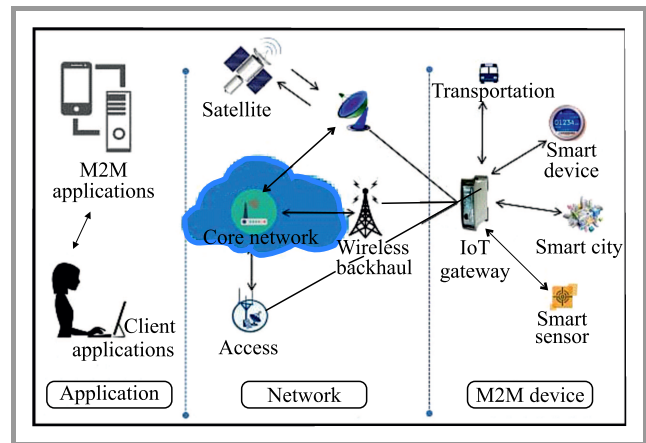 M2M
applications
Client
applications
Application
Satellite
Core network
Wireless
backhaul
Access
Network
Transportation
Smart
device
IoT
gateway
Smart city
Smart
sensor
M2M device